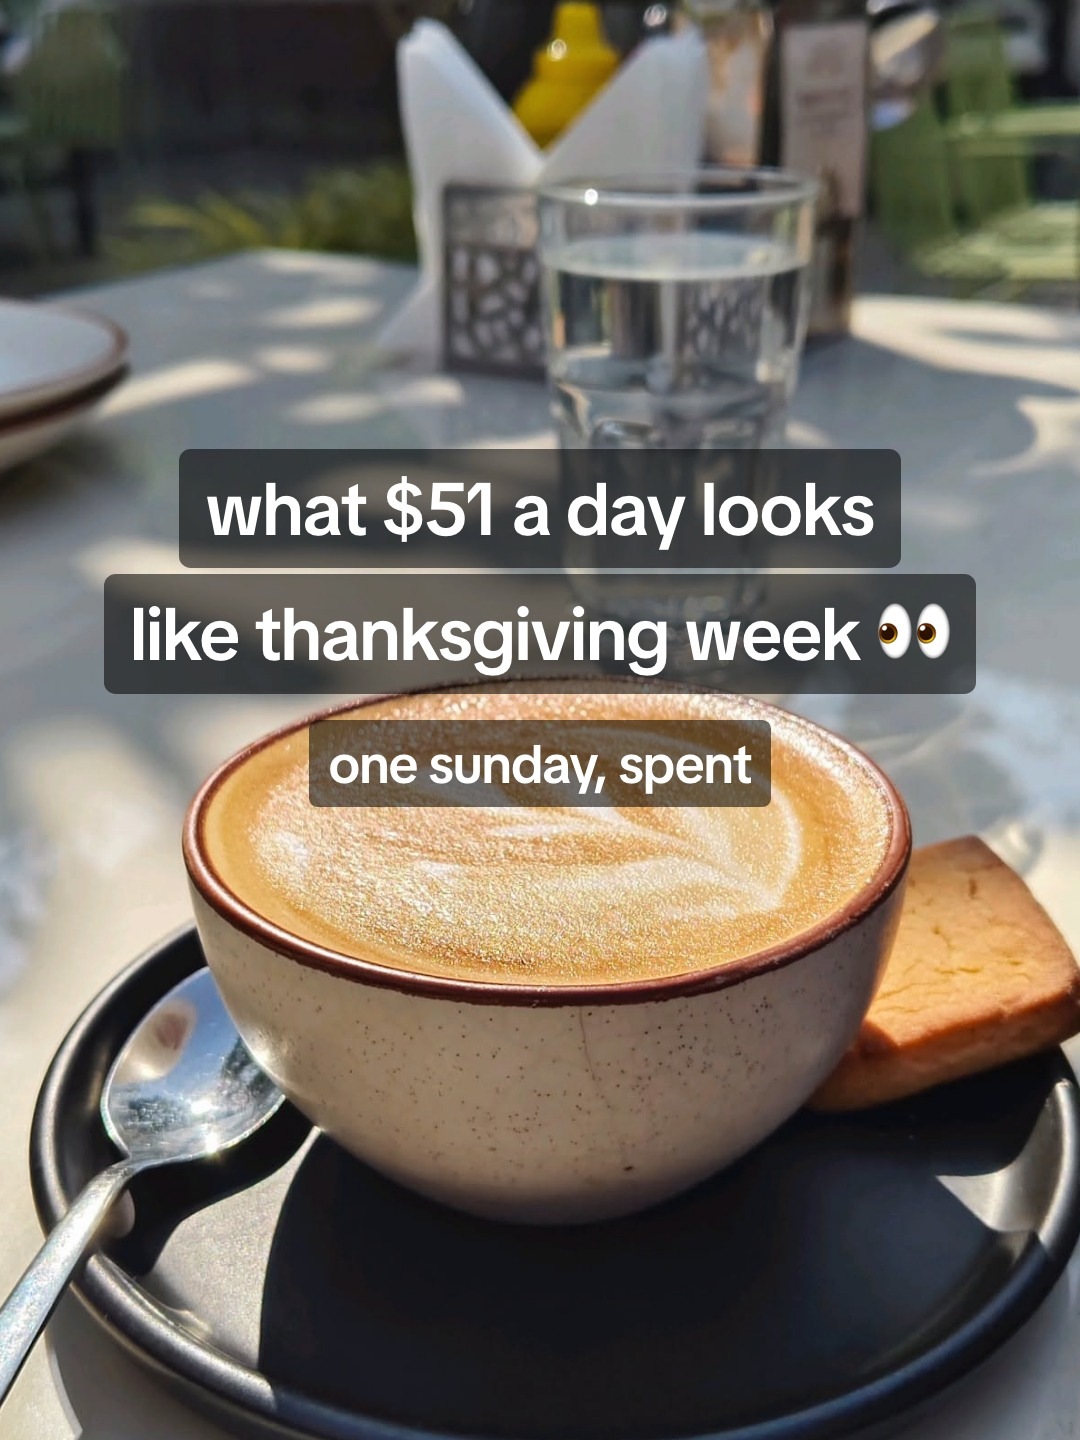 what $51 a day looks
like thanksgiving week 👀
one sunday, spent